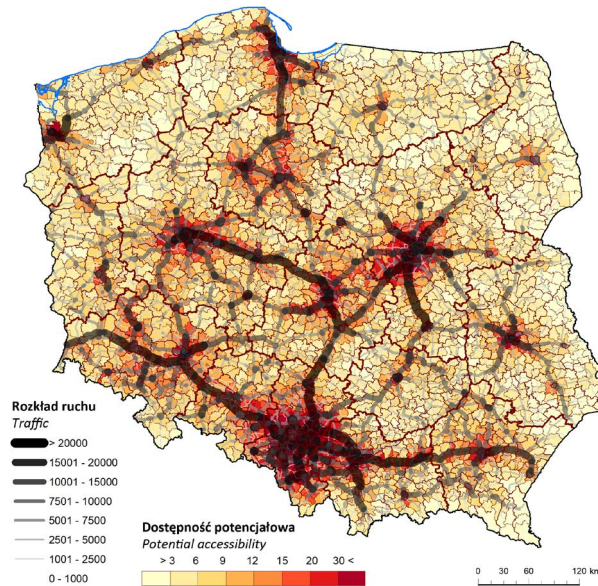 Rozkład ruchu
Traffic
> 20000
15001 - 20000
10001 - 15000
7501 - 10000
5001 - 7500
2501 - 5000
1001 - 2500
0 - 1000
Dostępność potencjałowa
Potential accessibility
> 3 6 9 12 15 20 30 <
0 30 60 120 km